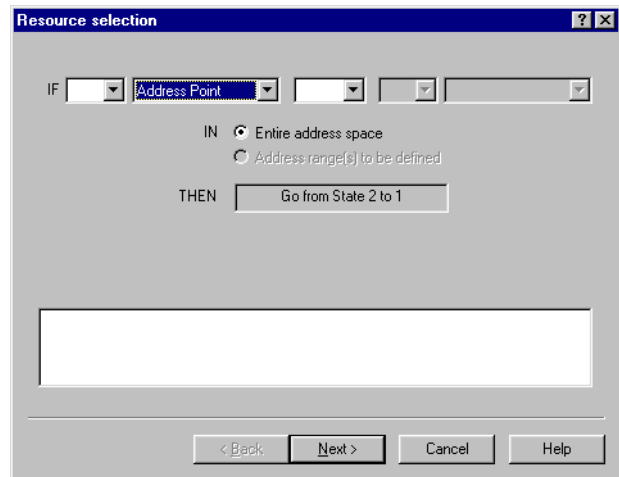 Resource selection
IF Address Point
IN Entire address space
Address range(s) to be defined
THEN Go from State 2 to 1
< Back Next > Cancel Help